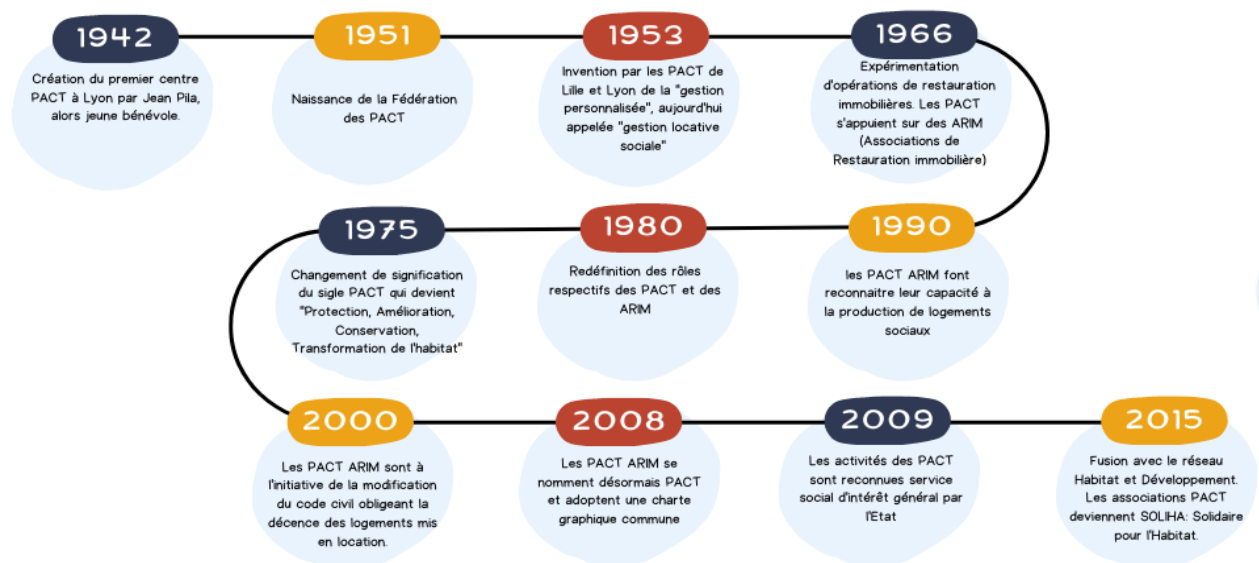 1942
Création du premier centre
PACT à Lyon par Jean Pila,
alors jeune bénévole.
1951
Naissance de la Fédération
des PACT
1953
Invention par les PACT de
Lille et Lyon de la "gestion
personnalisée", aujourd'hui
appelée "gestion locative
sociale"
1966
Expérimentation
d'opérations de restauration
immobilières. Les PACT
s'appuient sur des ARIM
(Associations de
Restauration immobilière)
1975
Changement de signification
du sigle PACT qui devient
"Protection, Amélioration,
Conservation,
Transformation de l'habitat"
1980
Redéfinition des rôles
respectifs des PACT et des
ARIM
1990
les PACT ARIM font
reconnaitre leur capacité à
la production de logements
sociaux
2000
Les PACT ARIM sont à
l'initiative de la modification
du code civil obligeant la
décence des logements mis
en location.
2008
Les PACT ARIM se
nomment désormais PACT
et adoptent une charte
graphique commune
2009
Les activités des PACT
sont reconnues service
social d'intérêt général par
l'Etat
2015
Fusion avec le réseau
Habitat et Développement.
Les associations PACT
deviennent SOLIHA: Solidaire
pour l'Habitat.